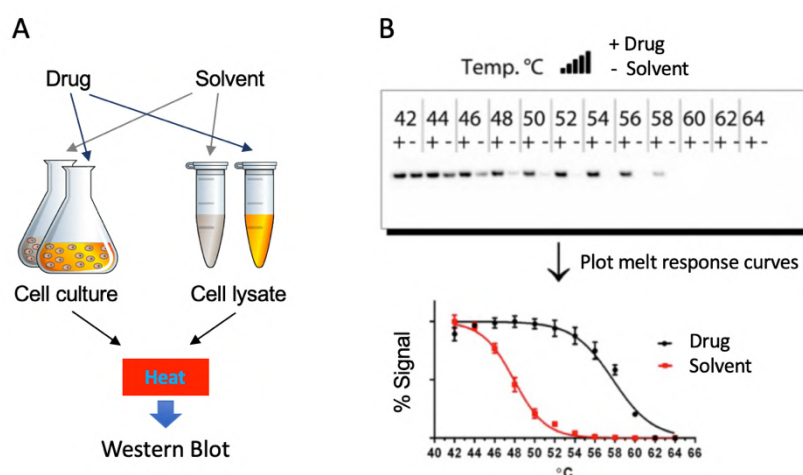 A
Drug
Solvent
Cell culture
Cell lysate
Heat
Western Blot
B
Temp. °C
+ Drug
- Solvent
42 44 46 48 50 52 54 56 58 60 62 64
+ - + - + - + - + - + - + - + - + - + - + - + -
Plot melt response curves
% Signal
Drug
Solvent
40 42 44 46 48 50 52 54 56 58 60 62 64 66
°C